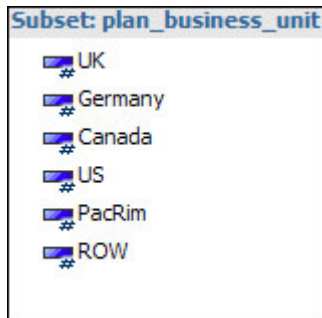 Subset: plan_business_unit
UK
Germany
Canada
US
PacRim
ROW